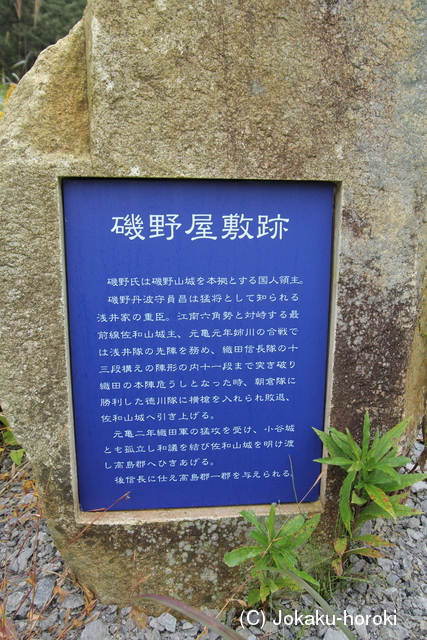 磯野屋敷跡
磯野氏は磯野山城を本拠とする国人領主。
磯野丹波守員昌は猛将として知られる
浅井家の重臣。江南六角勢と対峙する最
前線佐和山城主、元亀元年姉川の合戦で
は浅井隊の先陣を務め、織田信長隊の十
三段構えの陣形の内十一段まで突き破り
織田の本陣危うしとなった時、朝倉隊に
勝利した徳川隊に横槍を入れられ敗退、
佐和山城へ引き上げる。
元亀二年織田軍の猛攻を受け、小谷城
とも孤立し和議を結び佐和山城を明け渡
し高島郡へひきあげる。
後信長に仕え高島郡一郡を与えられる。
(C) Jokaku-horoki